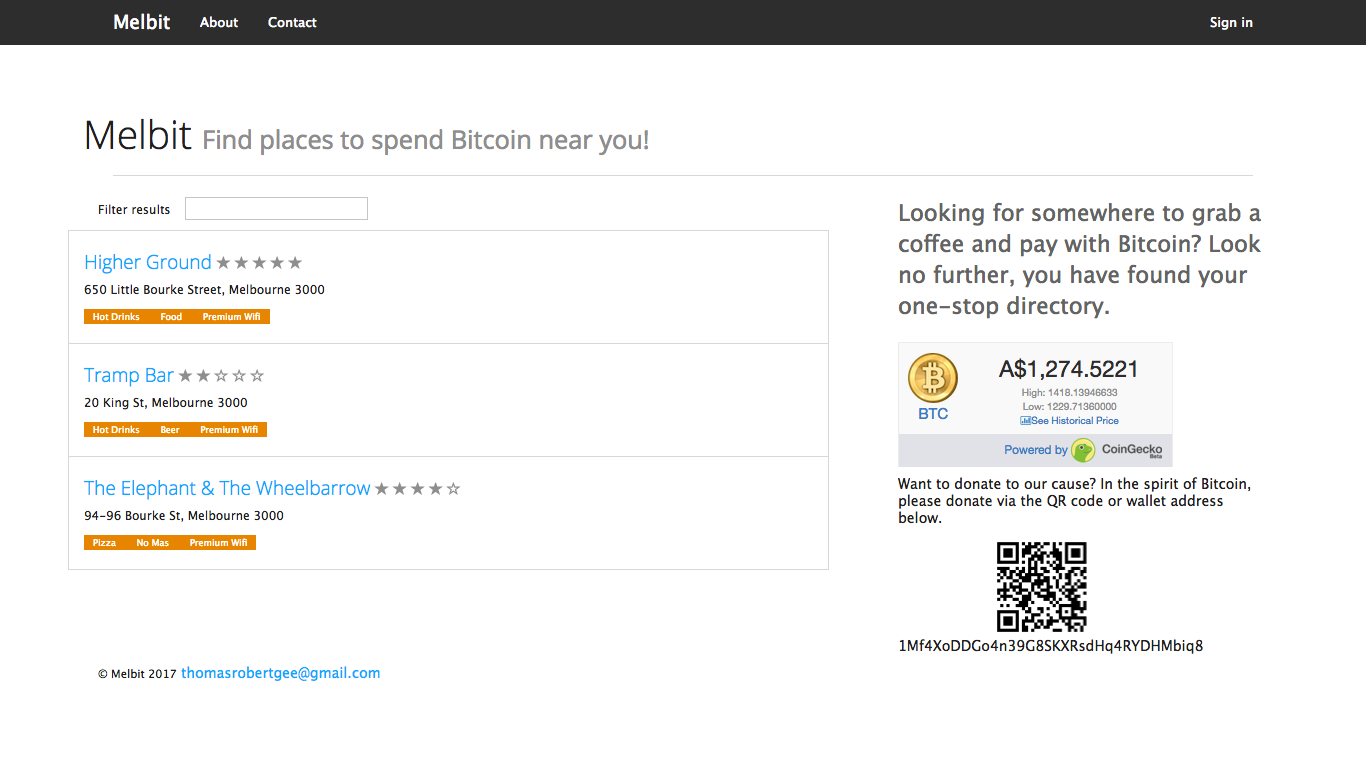 Melbit About Contact Sign in
Melbit Find places to spend Bitcoin near you!
Filter results
Higher Ground ★★★★★
650 Little Bourke Street, Melbourne 3000
Hot Drinks Food Premium Wifi
Tramp Bar ★★☆☆☆
20 King St, Melbourne 3000
Hot Drinks Beer Premium Wifi
The Elephant & The Wheelbarrow ★★★★☆
94-96 Bourke St, Melbourne 3000
Pizza No Mas Premium Wifi
Looking for somewhere to grab a
coffee and pay with Bitcoin? Look
no further, you have found your
one-stop directory.
A$1,274.5221
High: 1418.13946633
Low: 1229.71360000
BTC
See Historical Price
Powered by CoinGecko
Beta
Want to donate to our cause? In the spirit of Bitcoin,
please donate via the QR code or wallet address
below.
1Mf4XoDDGo4n39G8SKXRsdHq4RYDHMbiq8
© Melbit 2017 thomasrobertgee@gmail.com